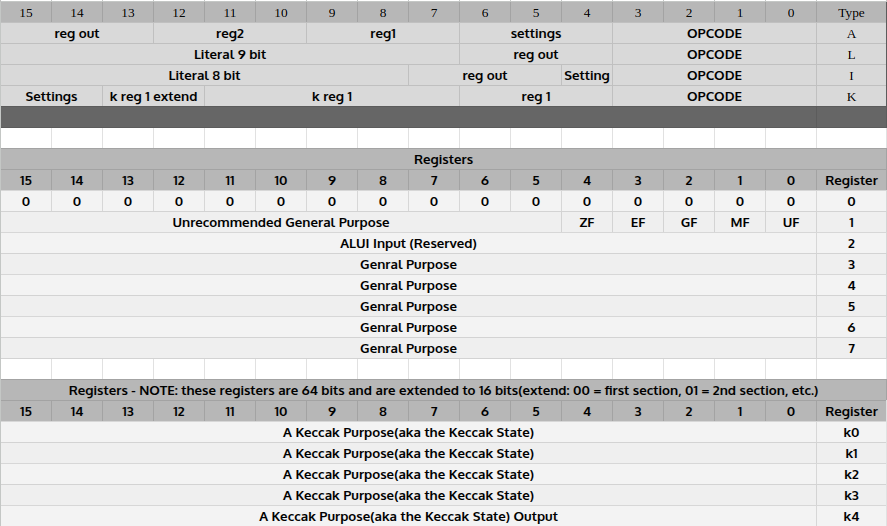 15 14 13 12 11 10 9 8 7 6 5 4 3 2 1 0 Type
reg out reg2 reg1 settings OPCODE A
Literal 9 bit reg out OPCODE L
Literal 8 bit reg out Setting OPCODE I
Settings k reg 1 extend k reg 1 reg 1 OPCODE K
Registers
15 14 13 12 11 10 9 8 7 6 5 4 3 2 1 0 Register
0 0 0 0 0 0 0 0 0 0 0 0 0 0 0 0 0
Unrecommended General Purpose ZF EF GF MF UF 1
ALUI Input (Reserved) 2
Genral Purpose 3
Genral Purpose 4
Genral Purpose 5
Genral Purpose 6
Genral Purpose 7
Registers - NOTE: these registers are 64 bits and are extended to 16 bits(extend: 00 = first section, 01 = 2nd section, etc.)
15 14 13 12 11 10 9 8 7 6 5 4 3 2 1 0 Register
A Keccak Purpose(aka the Keccak State) k0
A Keccak Purpose(aka the Keccak State) k1
A Keccak Purpose(aka the Keccak State) k2
A Keccak Purpose(aka the Keccak State) k3
A Keccak Purpose(aka the Keccak State) Output k4